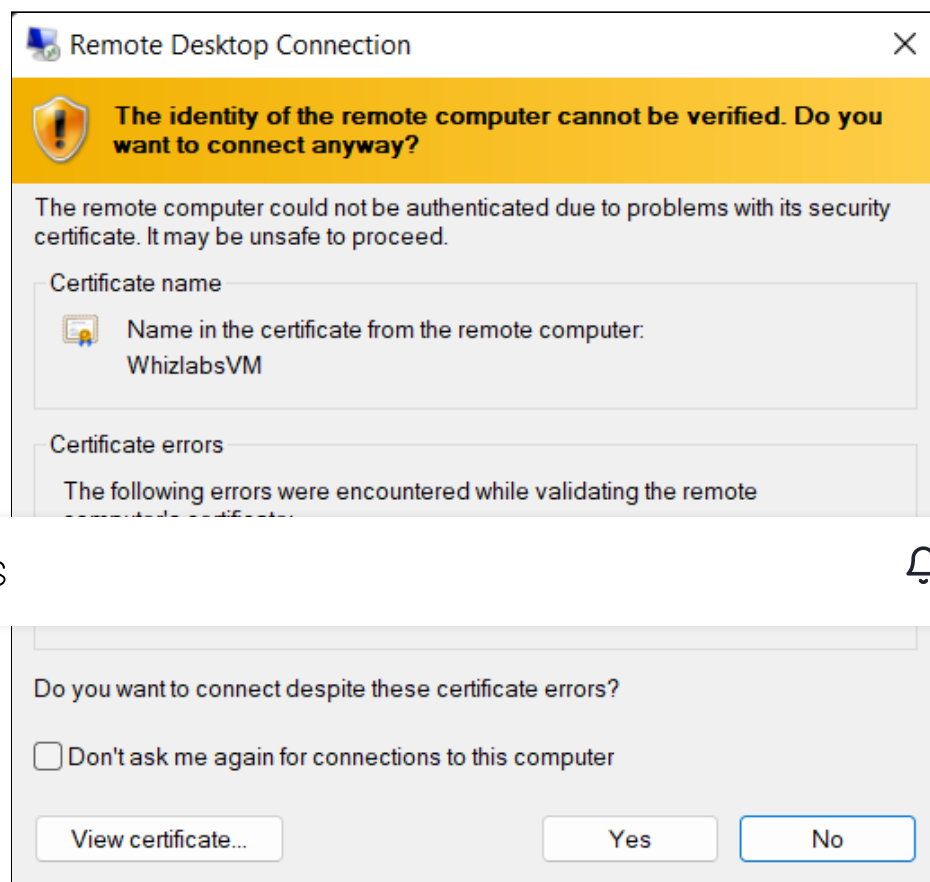 Remote Desktop Connection
The identity of the remote computer cannot be verified. Do you
want to connect anyway?
The remote computer could not be authenticated due to problems with its security
certificate. It may be unsafe to proceed.
Certificate name
Name in the certificate from the remote computer:
WhizlabsVM
Certificate errors
The following errors were encountered while validating the remote
Do you want to connect despite these certificate errors?
Don't ask me again for connections to this computer
View certificate...
Yes
No